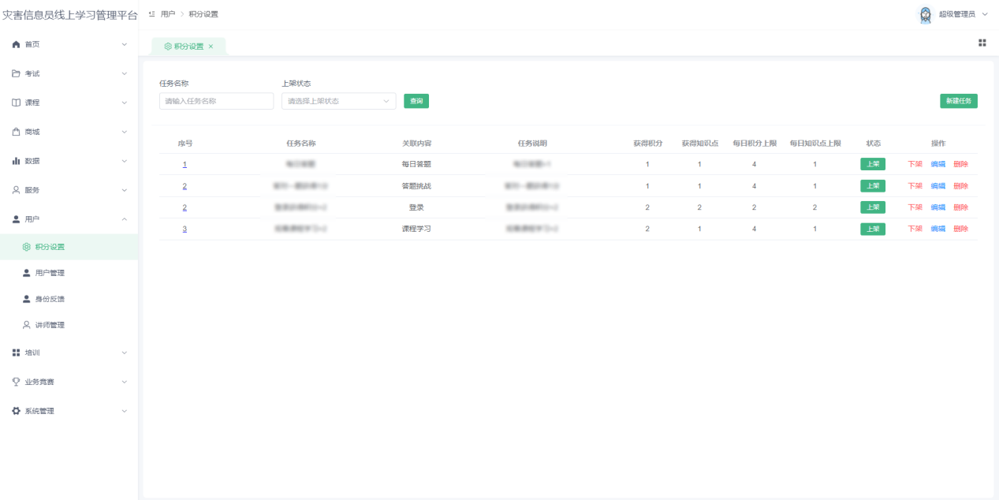 灾害信息员线上学习管理平台
用户 > 积分设置
超级管理员
首页
考试
课程
商城
数据
服务
用户
积分设置
用户管理
身份反馈
讲师管理
培训
业务竞赛
系统管理
积分设置 ×
任务名称 上架状态
请输入任务名称 请选择上架状态 查询 新建任务
序号 任务名称 关联内容 任务说明 获得积分 获得知识点 每日积分上限 每日知识点上限 状态 操作
1 每日答题 1 1 4 1 上架 下架 编辑 删除
2 答题挑战 1 1 4 1 上架 下架 编辑 删除
2 登录 2 2 2 2 上架 下架 编辑 删除
3 课程学习 2 1 4 1 上架 下架 编辑 删除